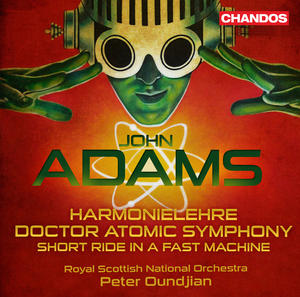 CHANDOS
JOHN
ADAMS
HARMONIELEHRE
DOCTOR ATOMIC SYMPHONY
SHORT RIDE IN A FAST MACHINE
Royal Scottish National Orchestra
Peter Oundjian